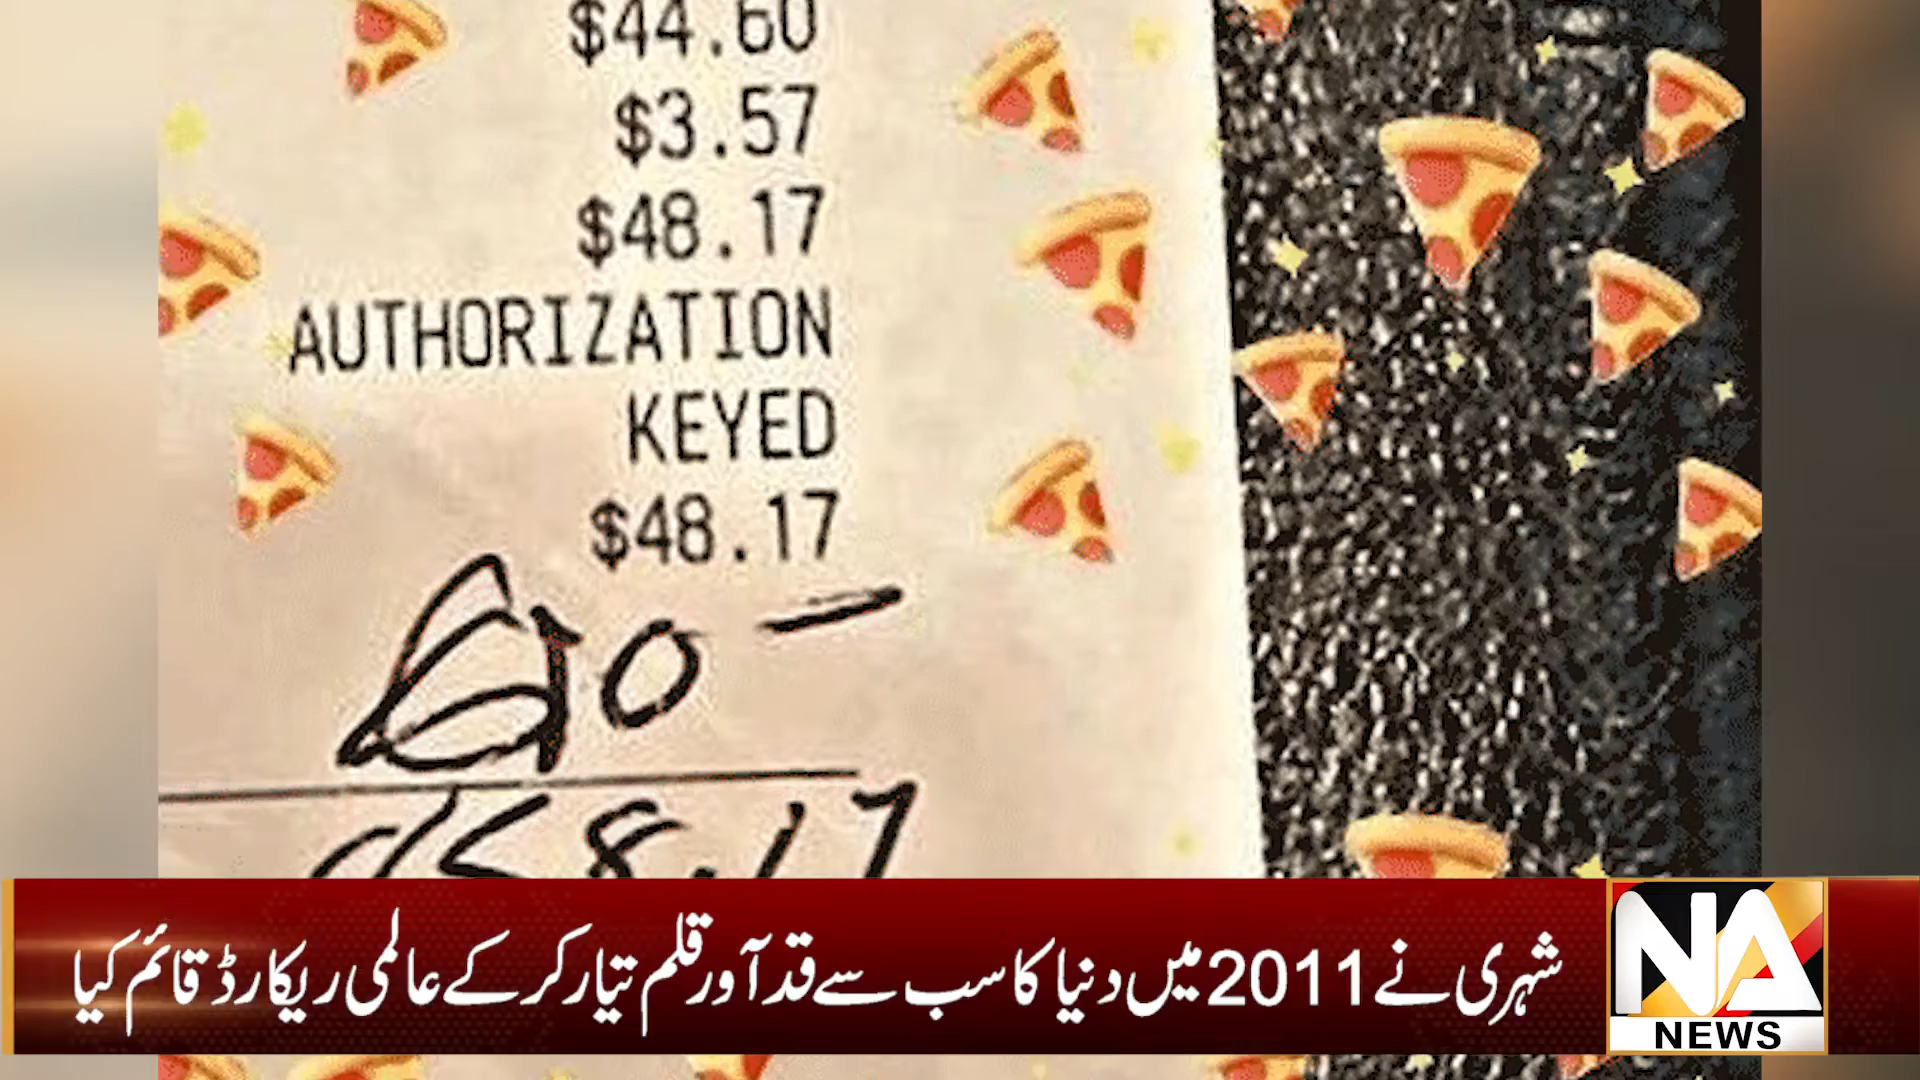 $44.60
$3.57
$48.17
AUTHORIZATION
KEYED
$48.17
شہری نے 2011 میں دنیا کا سب سے قد آور قلم تیار کر کے عالمی ریکارڈ قائم کیا
NA
NEWS